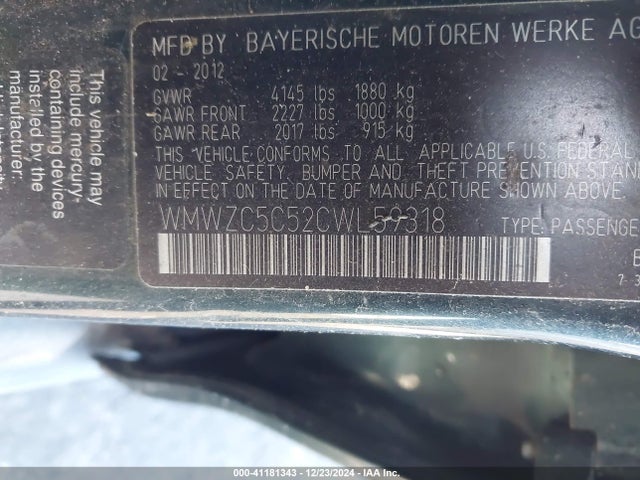 MFD BY BAYERISCHE MOTOREN WERKE AG
02 - 2012
GVWR 4145 lbs 1880 kg
GAWR FRONT 2227 lbs 1000 kg
GAWR REAR 2017 lbs 915 kg
THIS VEHICLE CONFORMS TO ALL APPLICABLE U.S. FEDERAL
VEHICLE SAFETY, BUMPER AND THEFT PREVENTION
IN EFFECT ON THE DATE OF MANUFACTURE SHOWN ABOVE
WMWZC5C52CWL59318 TYPE: PASSENGE
This vehicle may
include mercury-
containing devices
installed by the
manufacturer:
000-41181343 • 12/23/2024 • IAA Inc.